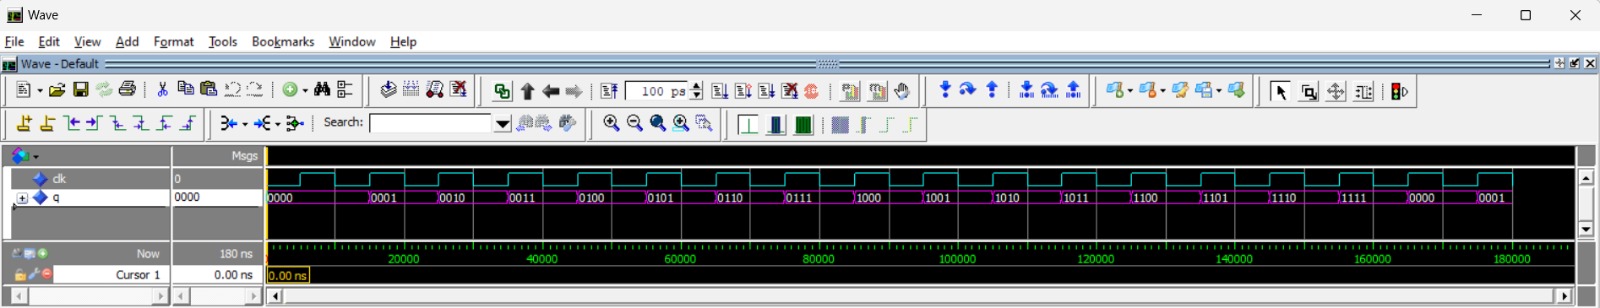 Wave
File Edit View Add Format Tools Bookmarks Window Help
Wave - Default
100 ps
Search:
Msgs
clk 0
q 0000 0000 0001 0010 0011 0100 0101 0110 0111 1000 1001 1010 1011 1100 1101 1110 1111 0000 0001
Now 180 ns 20000 40000 60000 80000 100000 120000 140000 160000 180000
Cursor 1 0.00 ns 0.00 ns